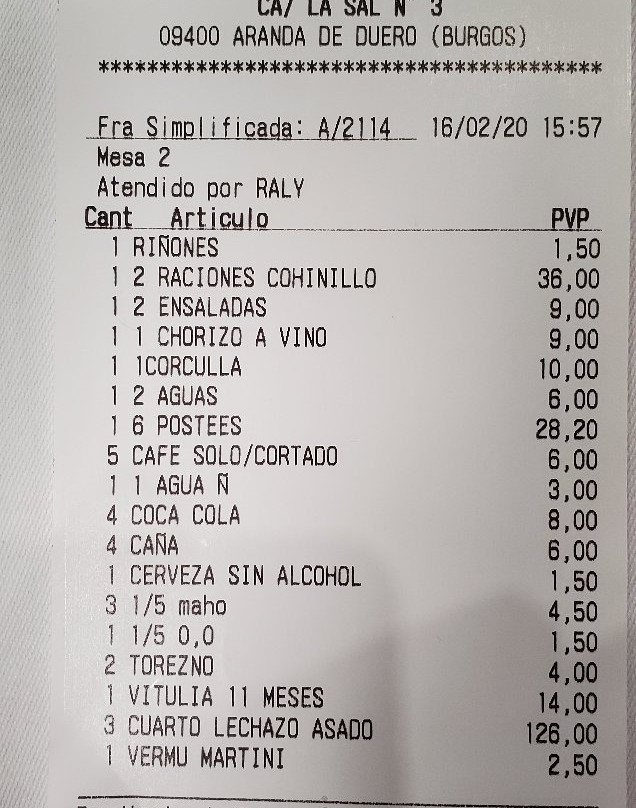 CA/ LA SAL N 3
09400 ARANDA DE DUERO (BURGOS)
******************************************
Fra Simplificada: A/2114 16/02/20 15:57
Mesa 2
Atendido por RALY
Cant Articulo PVP
1 RIÑONES 1,50
1 2 RACIONES COHINILLO 36,00
1 2 ENSALADAS 9,00
1 1 CHORIZO A VINO 9,00
1 1CORCULLA 10,00
1 2 AGUAS 6,00
1 6 POSTEES 28,20
5 CAFE SOLO/CORTADO 6,00
1 1 AGUA Ñ 3,00
4 COCA COLA 8,00
4 CAÑA 6,00
1 CERVEZA SIN ALCOHOL 1,50
3 1/5 maho 4,50
1 1/5 0,0 1,50
2 TOREZNO 4,00
1 VITULIA 11 MESES 14,00
3 CUARTO LECHAZO ASADO 126,00
1 VERMU MARTINI 2,50